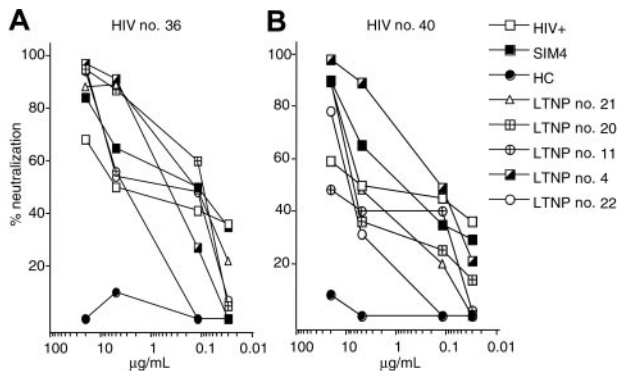 A
HIV no. 36
% neutralization
100
80
60
40
20
100
10
1
0.1
0.01
µg/mL
B
HIV no. 40
100
80
60
40
20
100
10
1
0.1
0.01
µg/mL
HIV+
SIM4
HC
LTNP no. 21
LTNP no. 20
LTNP no. 11
LTNP no. 4
LTNP no. 22